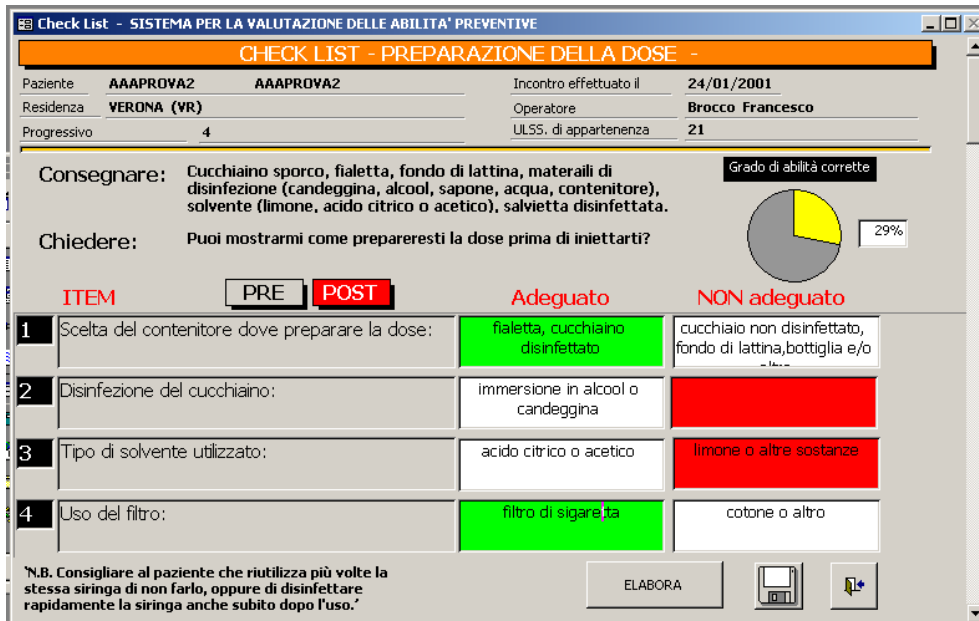 Check List - SISTEMA PER LA VALUTAZIONE DELLE ABILITA' PREVENTIVE
CHECK LIST - PREPARAZIONE DELLA DOSE -
Paziente AAAPROVA2 AAAPROVA2 Incontro effettuato il 24/01/2001
Residenza VERONA (VR) Operatore Brocco Francesco
Progressivo 4 ULSS. di appartenenza 21
Consegnare: Cucchiaino sporco, fialetta, fondo di lattina, materaili di
disinfezione (candeggina, alcool, sapone, acqua, contenitore),
solvente (limone, acido citrico o acetico), salvietta disinfettata.
Grado di abilità corrette
29%
Chiedere: Puoi mostrarmi come prepareresti la dose prima di iniettarti?
ITEM PRE POST Adeguato NON adeguato
1 Scelta del contenitore dove preparare la dose: fialetta, cucchiaino
disinfettato
cucchiaio non disinfettato,
fondo di lattina,bottiglia e/o
2 Disinfezione del cucchiaino: immersione in alcool o
candeggina
3 Tipo di solvente utilizzato: acido citrico o acetico limone o altre sostanze
4 Uso del filtro: filtro di sigaretta cotone o altro
'N.B. Consigliare al paziente che riutilizza più volte la
stessa siringa di non farlo, oppure di disinfettare
rapidamente la siringa anche subito dopo l'uso.'
ELABORA